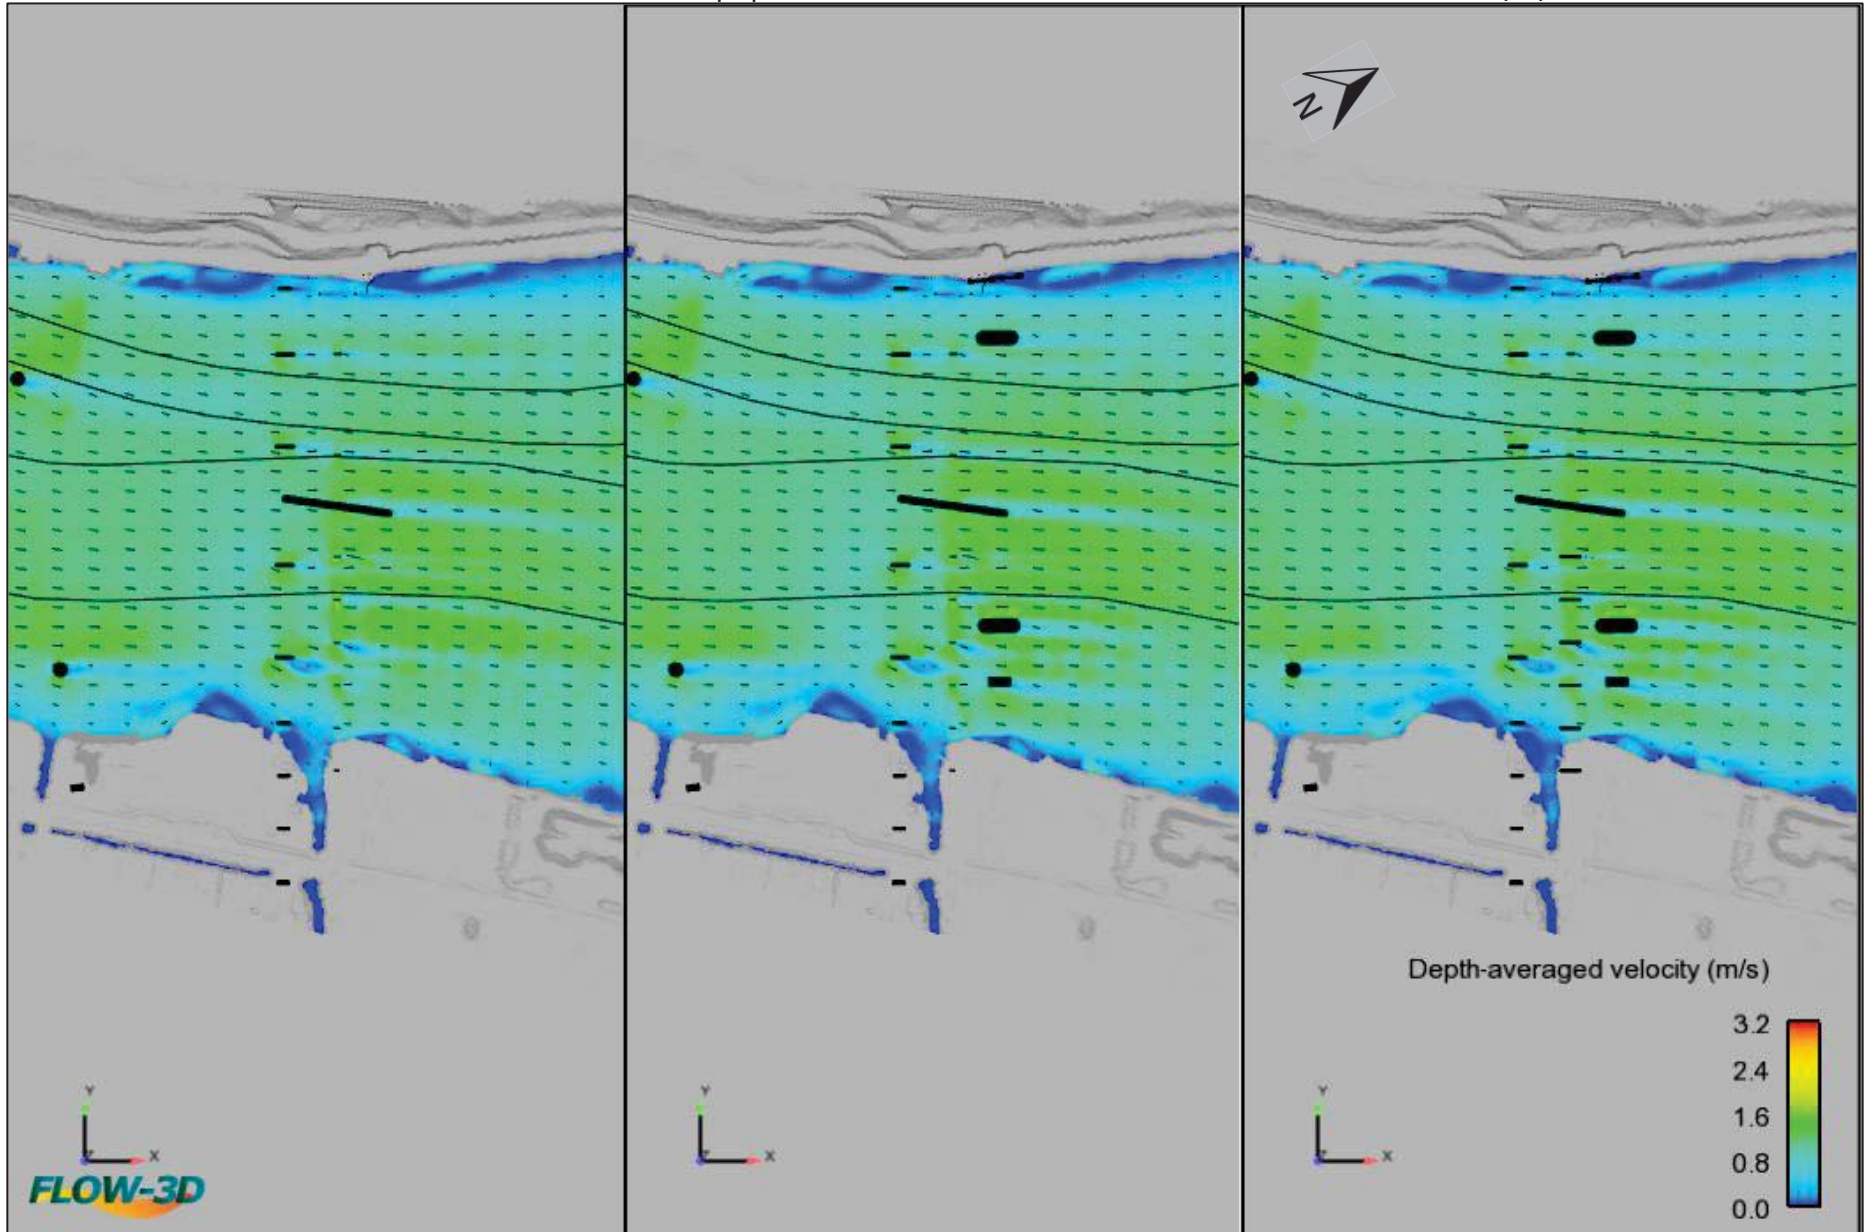 N
Depth-averaged velocity (m/s)
3.2
2.4
1.6
0.8
0.0
Y
X
Y
X
Y
X
FLOW-3D